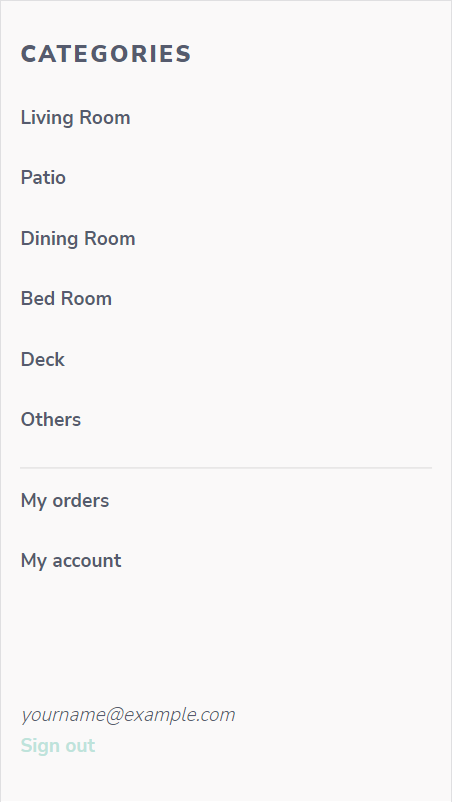 CATEGORIES
Living Room
Patio
Dining Room
Bed Room
Deck
Others
My orders
My account
yourname@example.com
Sign out